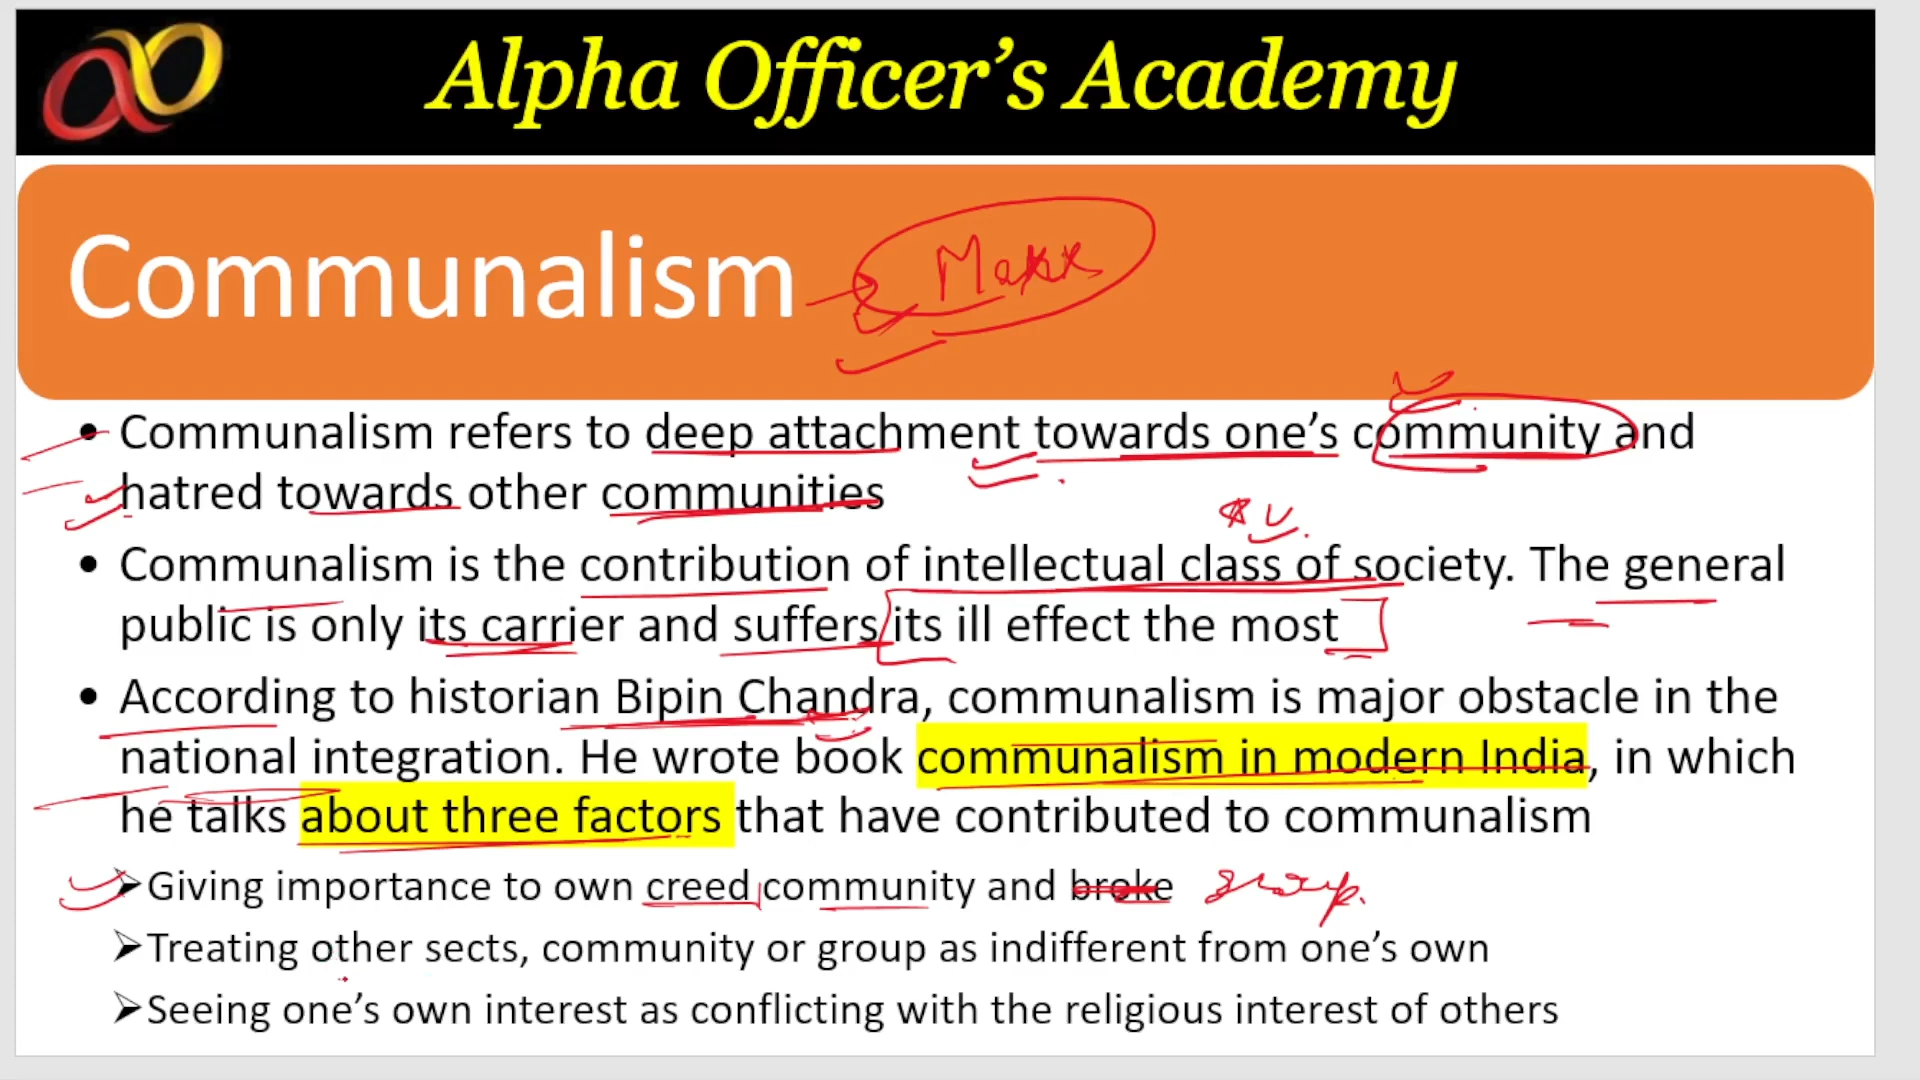 Alpha Officer's Academy
Communalism
• Communalism refers to deep attachment towards one's community and
hatred towards other communities
• Communalism is the contribution of intellectual class of society. The general
public is only its carrier and suffers its ill effect the most
• According to historian Bipin Chandra, communalism is major obstacle in the
national integration. He wrote book communalism in modern India, in which
he talks about three factors that have contributed to communalism
➢Giving importance to own creed community and broke group.
➢Treating other sects, community or group as indifferent from one's own
➢Seeing one's own interest as conflicting with the religious interest of others